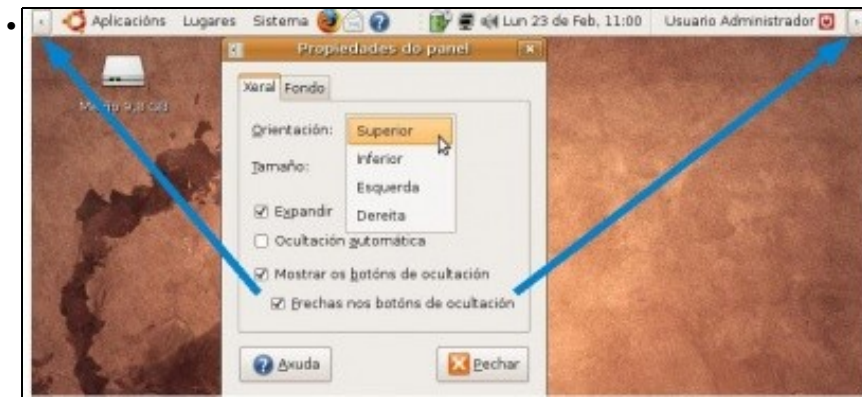 Aplicacións Lugares Sistema Lun 23 de Feb, 11:00 Usuario Administrador
Propiedades do panel
Xeral Fondo
Orientación: Superior
Inferior
Tamaño:
Esquerda
Expandir Dereita
Ocultación automática
Mostrar os botóns de ocultación
Frechas nos botóns de ocultación
Axuda Pechar